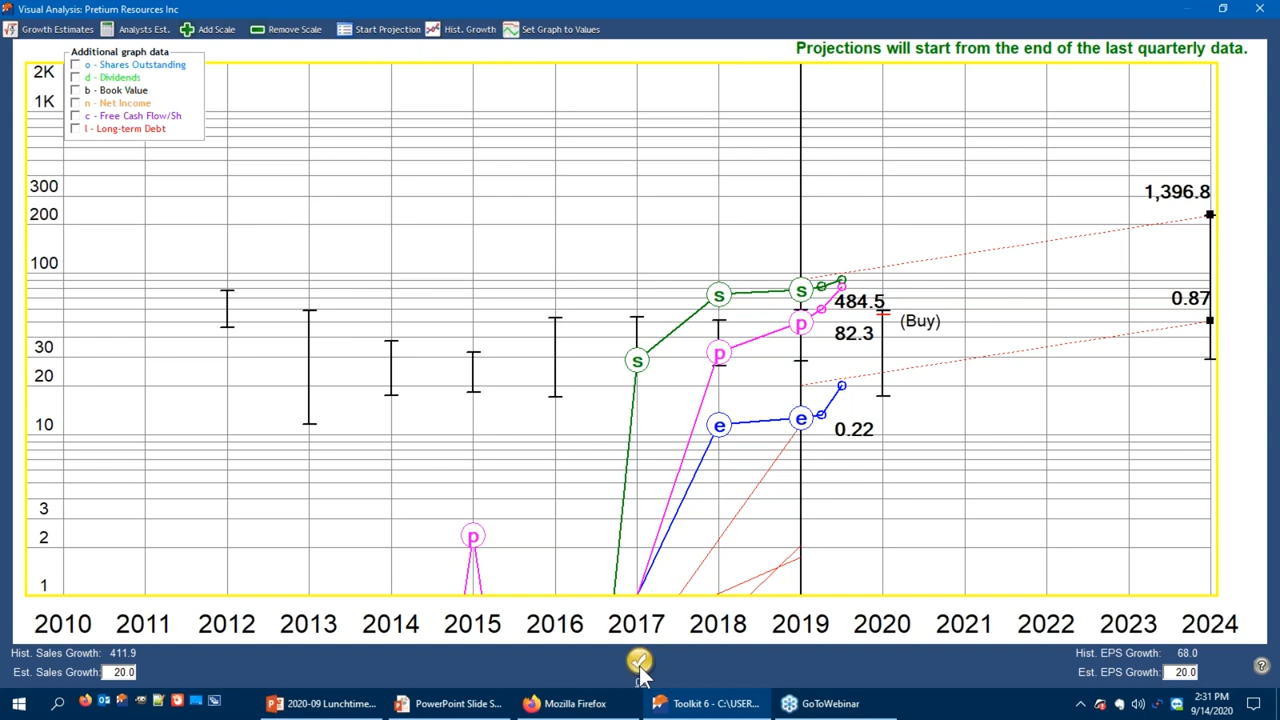 Visual Analysis: Pretium Resources Inc
Growth Estimates Analysts Est. Add Scale Remove Scale Start Projection Hist. Growth Set Graph to Values
Projections will start from the end of the last quarterly data.
Additional graph data
o - Shares Outstanding
d - Dividends
b - Book Value
n - Net Income
c - Free Cash Flow/Sh
l - Long-term Debt
2K
1K
300
200
100
30
20
10
3
2
1
1,396.8
0.87
s s s
484.5
(Buy)
p p p
82.3
e e
0.22
2010 2011 2012 2013 2014 2015 2016 2017 2018 2019 2020 2021 2022 2023 2024
Hist. Sales Growth: 411.9
Est. Sales Growth: 20.0
Hist. EPS Growth: 68.0
Est. EPS Growth: 20.0
2020-09 Lunchtime... PowerPoint Slide S... Mozilla Firefox Toolkit 6 - C:\USER... GoToWebinar
2:31 PM
9/14/2020